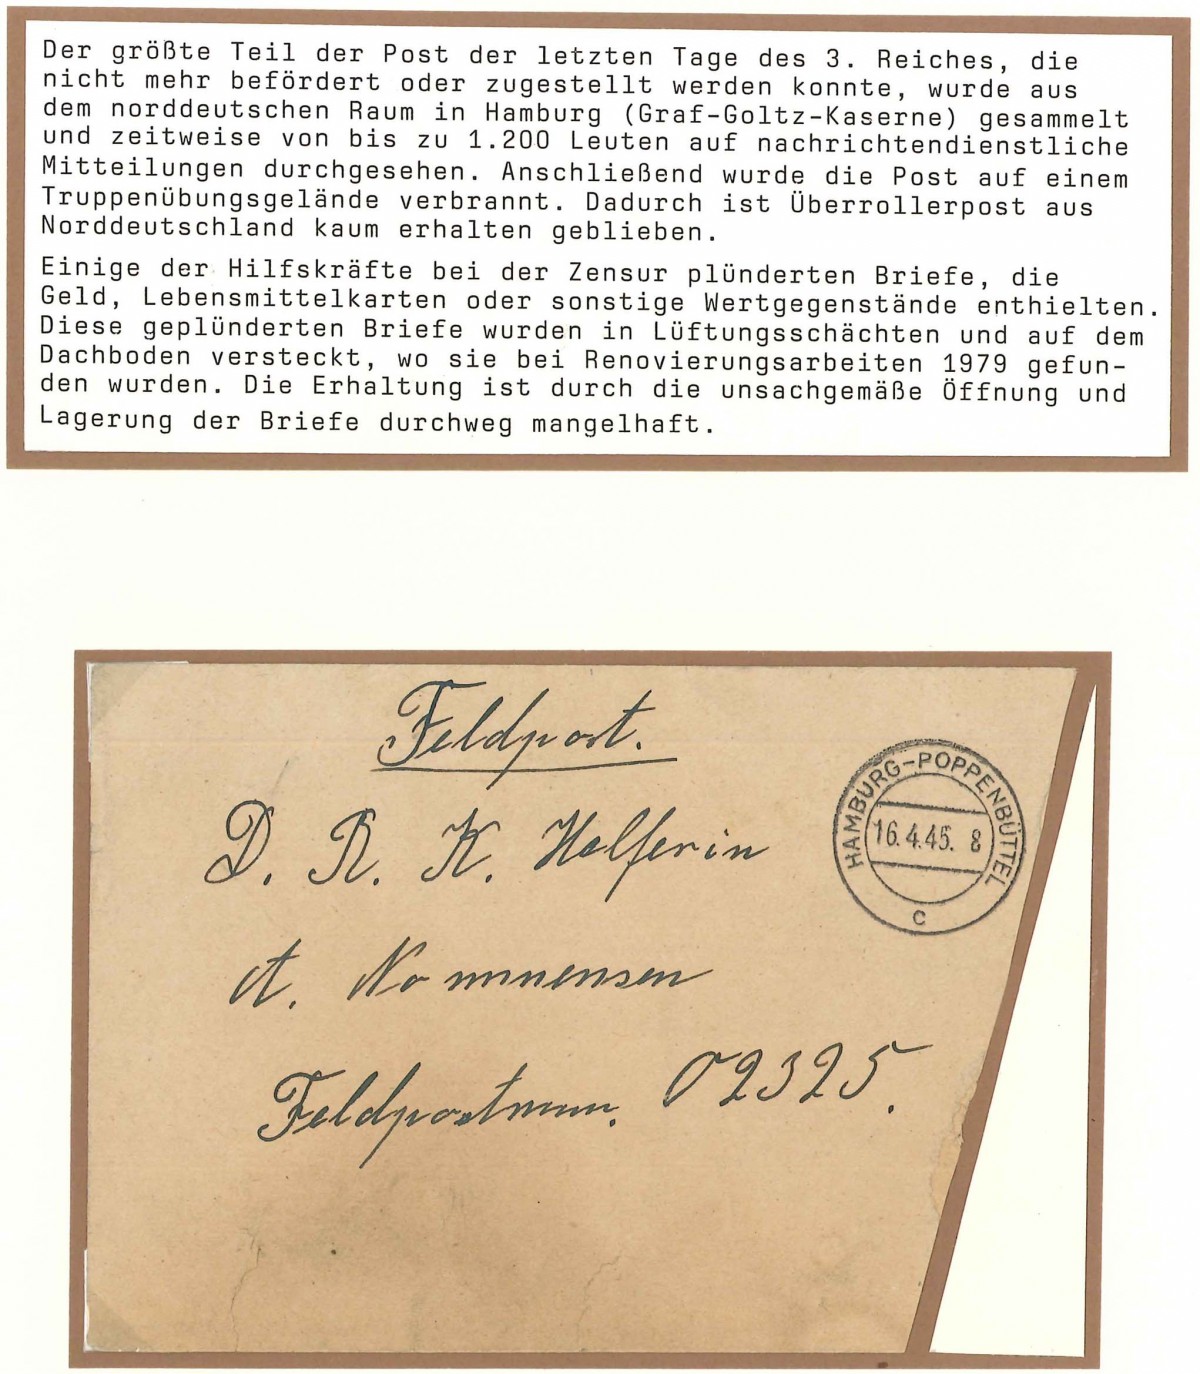 Der größte Teil der Post der letzten Tage des 3. Reiches, die
nicht mehr befördert oder zugestellt werden konnte, wurde aus
dem norddeutschen Raum in Hamburg (Graf-Goltz-Kaserne) gesammelt
und zeitweise von bis zu 1.200 Leuten auf nachrichtendienstliche
Mitteilungen durchgesehen. Anschließend wurde die Post auf einem
Truppenübungsgelände verbrannt. Dadurch ist Überrollerpost aus
Norddeutschland kaum erhalten geblieben.
Einige der Hilfskräfte bei der Zensur plünderten Briefe, die
Geld, Lebensmittelkarten oder sonstige Wertgegenstände enthielten.
Diese geplünderten Briefe wurden in Lüftungsschächten und auf dem
Dachboden versteckt, wo sie bei Renovierungsarbeiten 1979 gefun-
den wurden. Die Erhaltung ist durch die unsachgemäße Öffnung und
Lagerung der Briefe durchweg mangelhaft.
Feldpost.
HAMBURG-POPPENBÜTTEL
16.4.45. 8
c
D. R. K. Helferin
A. Nommensen
Feldpostnum. 02325.